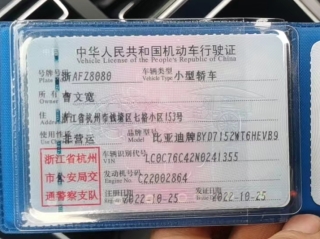 中华人民共和国机动车行驶证
Vehicle License of the People's Republic of China
号牌号码 浙AFZ8080 车辆类型 小型轿车
Plate Vehicle Type
所有人 曹文宽
浙江省杭州市钱塘区七格小区153号
使用性质 非营运 品牌型号 比亚迪牌BYD7152WT6HEVB9
浙江省杭州 车辆识别代号 LC0C76C42N0241355
VIN
市公安局交 发动机号码 C22002864
Engine No.
通警察支队 注册日期 2022-10-25 发证日期 2022-10-25